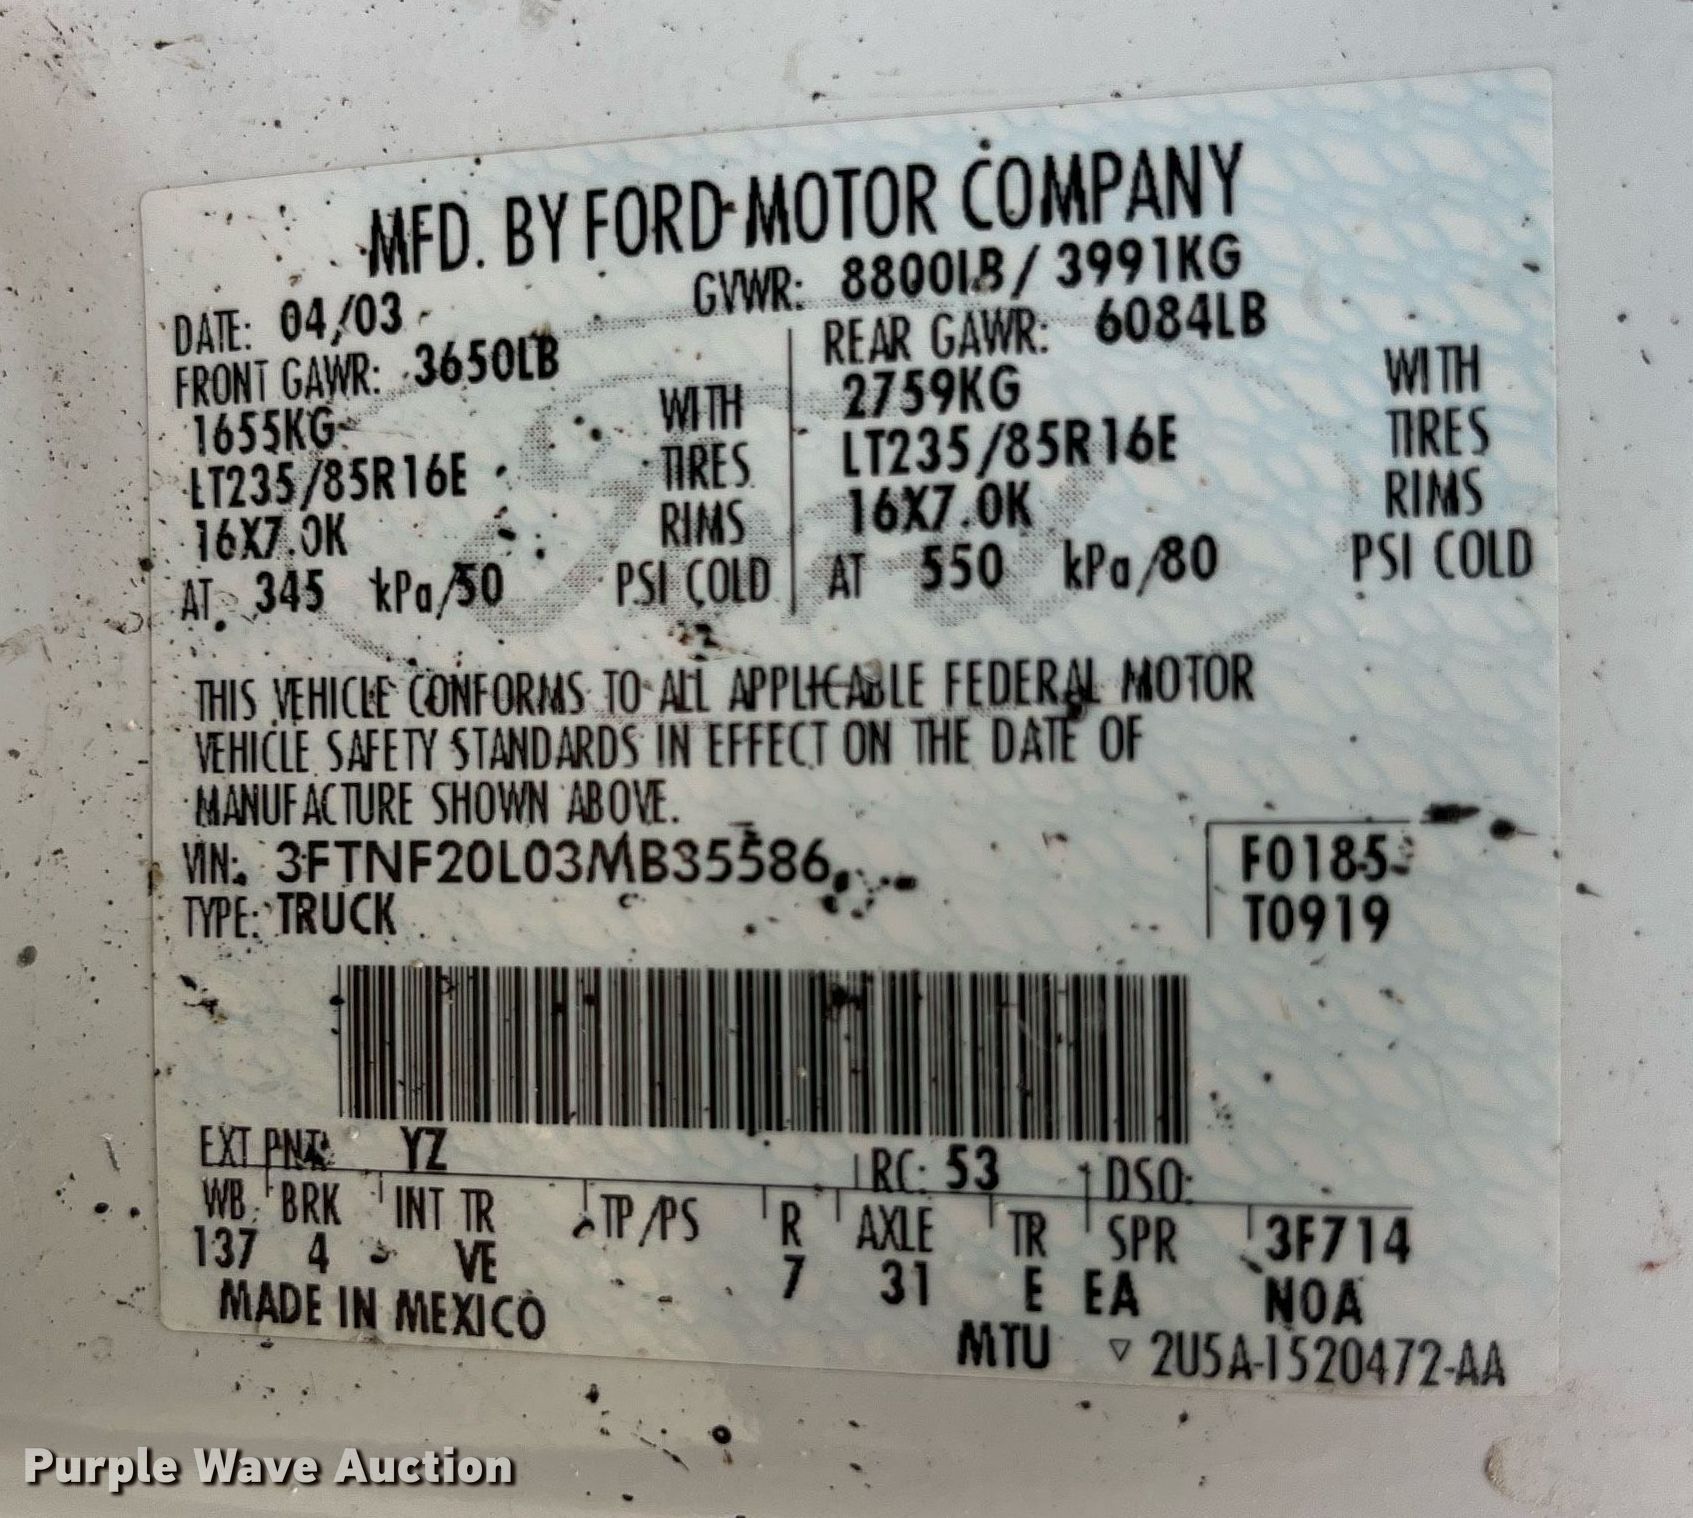 MFD. BY FORD MOTOR COMPANY
DATE: 04/03 GVWR: 8800LB / 3991KG
FRONT GAWR: 3650LB REAR GAWR: 6084LB
1655KG WITH 2759KG WITH
LT235/85R16E TIRES LT235/85R16E TIRES
16X7.0K RIMS 16X7.0K RIMS
AT 345 kPa/50 PSI COLD AT 550 kPa/80 PSI COLD
THIS VEHICLE CONFORMS TO ALL APPLICABLE FEDERAL MOTOR
VEHICLE SAFETY STANDARDS IN EFFECT ON THE DATE OF
MANUFACTURE SHOWN ABOVE.
VIN: 3FTNF20L03MB35586 F0185
TYPE: TRUCK T0919
EXT PNT: YZ RC: 53 DSO:
WB BRK INT TR TP/PS R AXLE TR SPR 3F714
137 4 VE 7 31 E EA N0A
MADE IN MEXICO
MTU ▽ 2U5A-1520472-AA
Purple Wave Auction